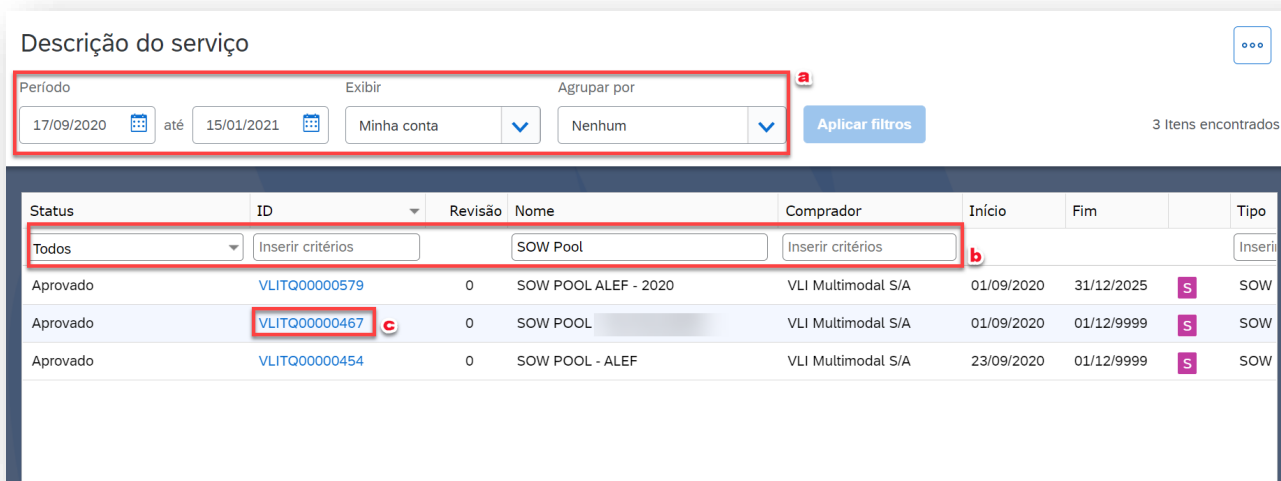 Descrição do serviço
Período Exibir Agrupar por a
17/09/2020 até 15/01/2021 Minha conta Nenhum Aplicar filtros 3 Itens encontrados
Status ID Revisão Nome Comprador Início Fim Tipo
Todos Inserir critérios SOW Pool Inserir critérios b Inseri
Aprovado VLITQ00000579 0 SOW POOL ALEF - 2020 VLI Multimodal S/A 01/09/2020 31/12/2025 S SOW
Aprovado VLITQ00000467 c 0 SOW POOL VLI Multimodal S/A 01/09/2020 01/12/9999 S SOW
Aprovado VLITQ00000454 0 SOW POOL - ALEF VLI Multimodal S/A 23/09/2020 01/12/9999 S SOW